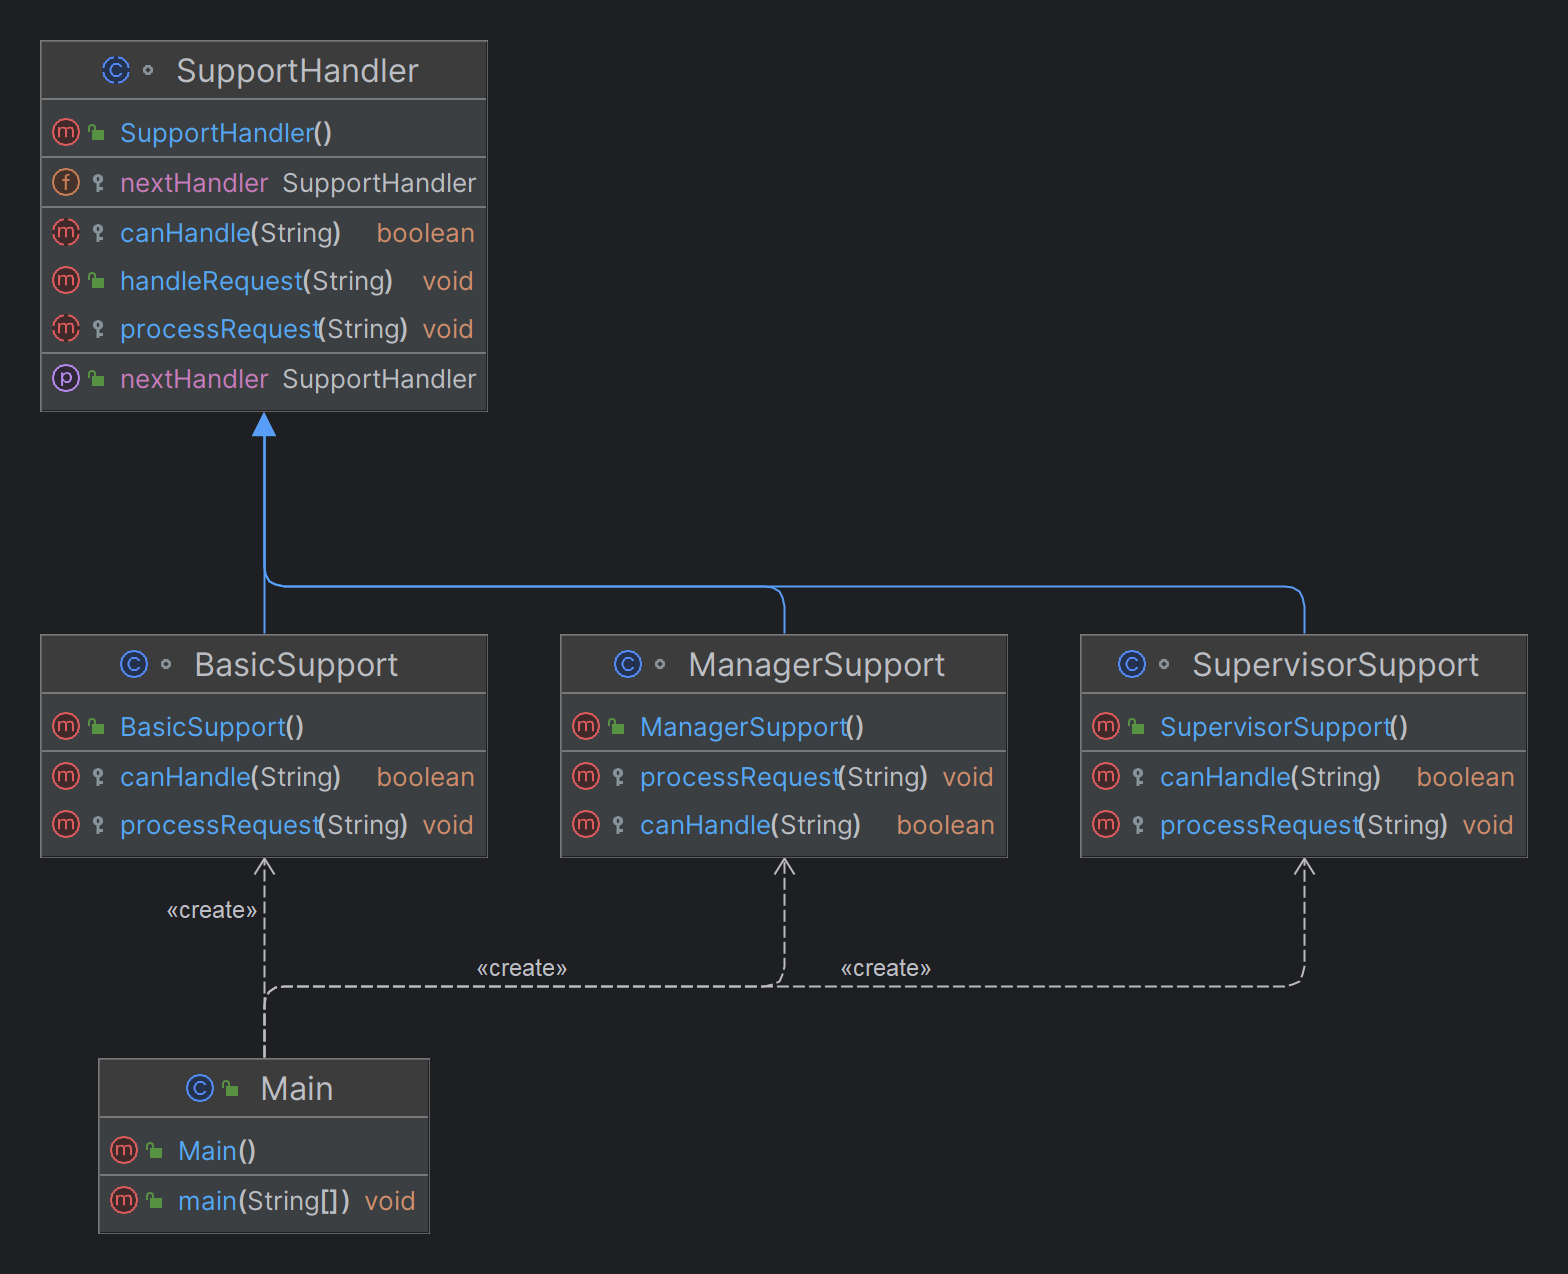 SupportHandler
SupportHandler()
nextHandler SupportHandler
canHandle(String) boolean
handleRequest(String) void
processRequest(String) void
nextHandler SupportHandler
BasicSupport
BasicSupport()
canHandle(String) boolean
processRequest(String) void
ManagerSupport
ManagerSupport()
processRequest(String) void
canHandle(String) boolean
SupervisorSupport
SupervisorSupport()
canHandle(String) boolean
processRequest(String) void
«create»
«create»
«create»
Main
Main()
main(String[]) void